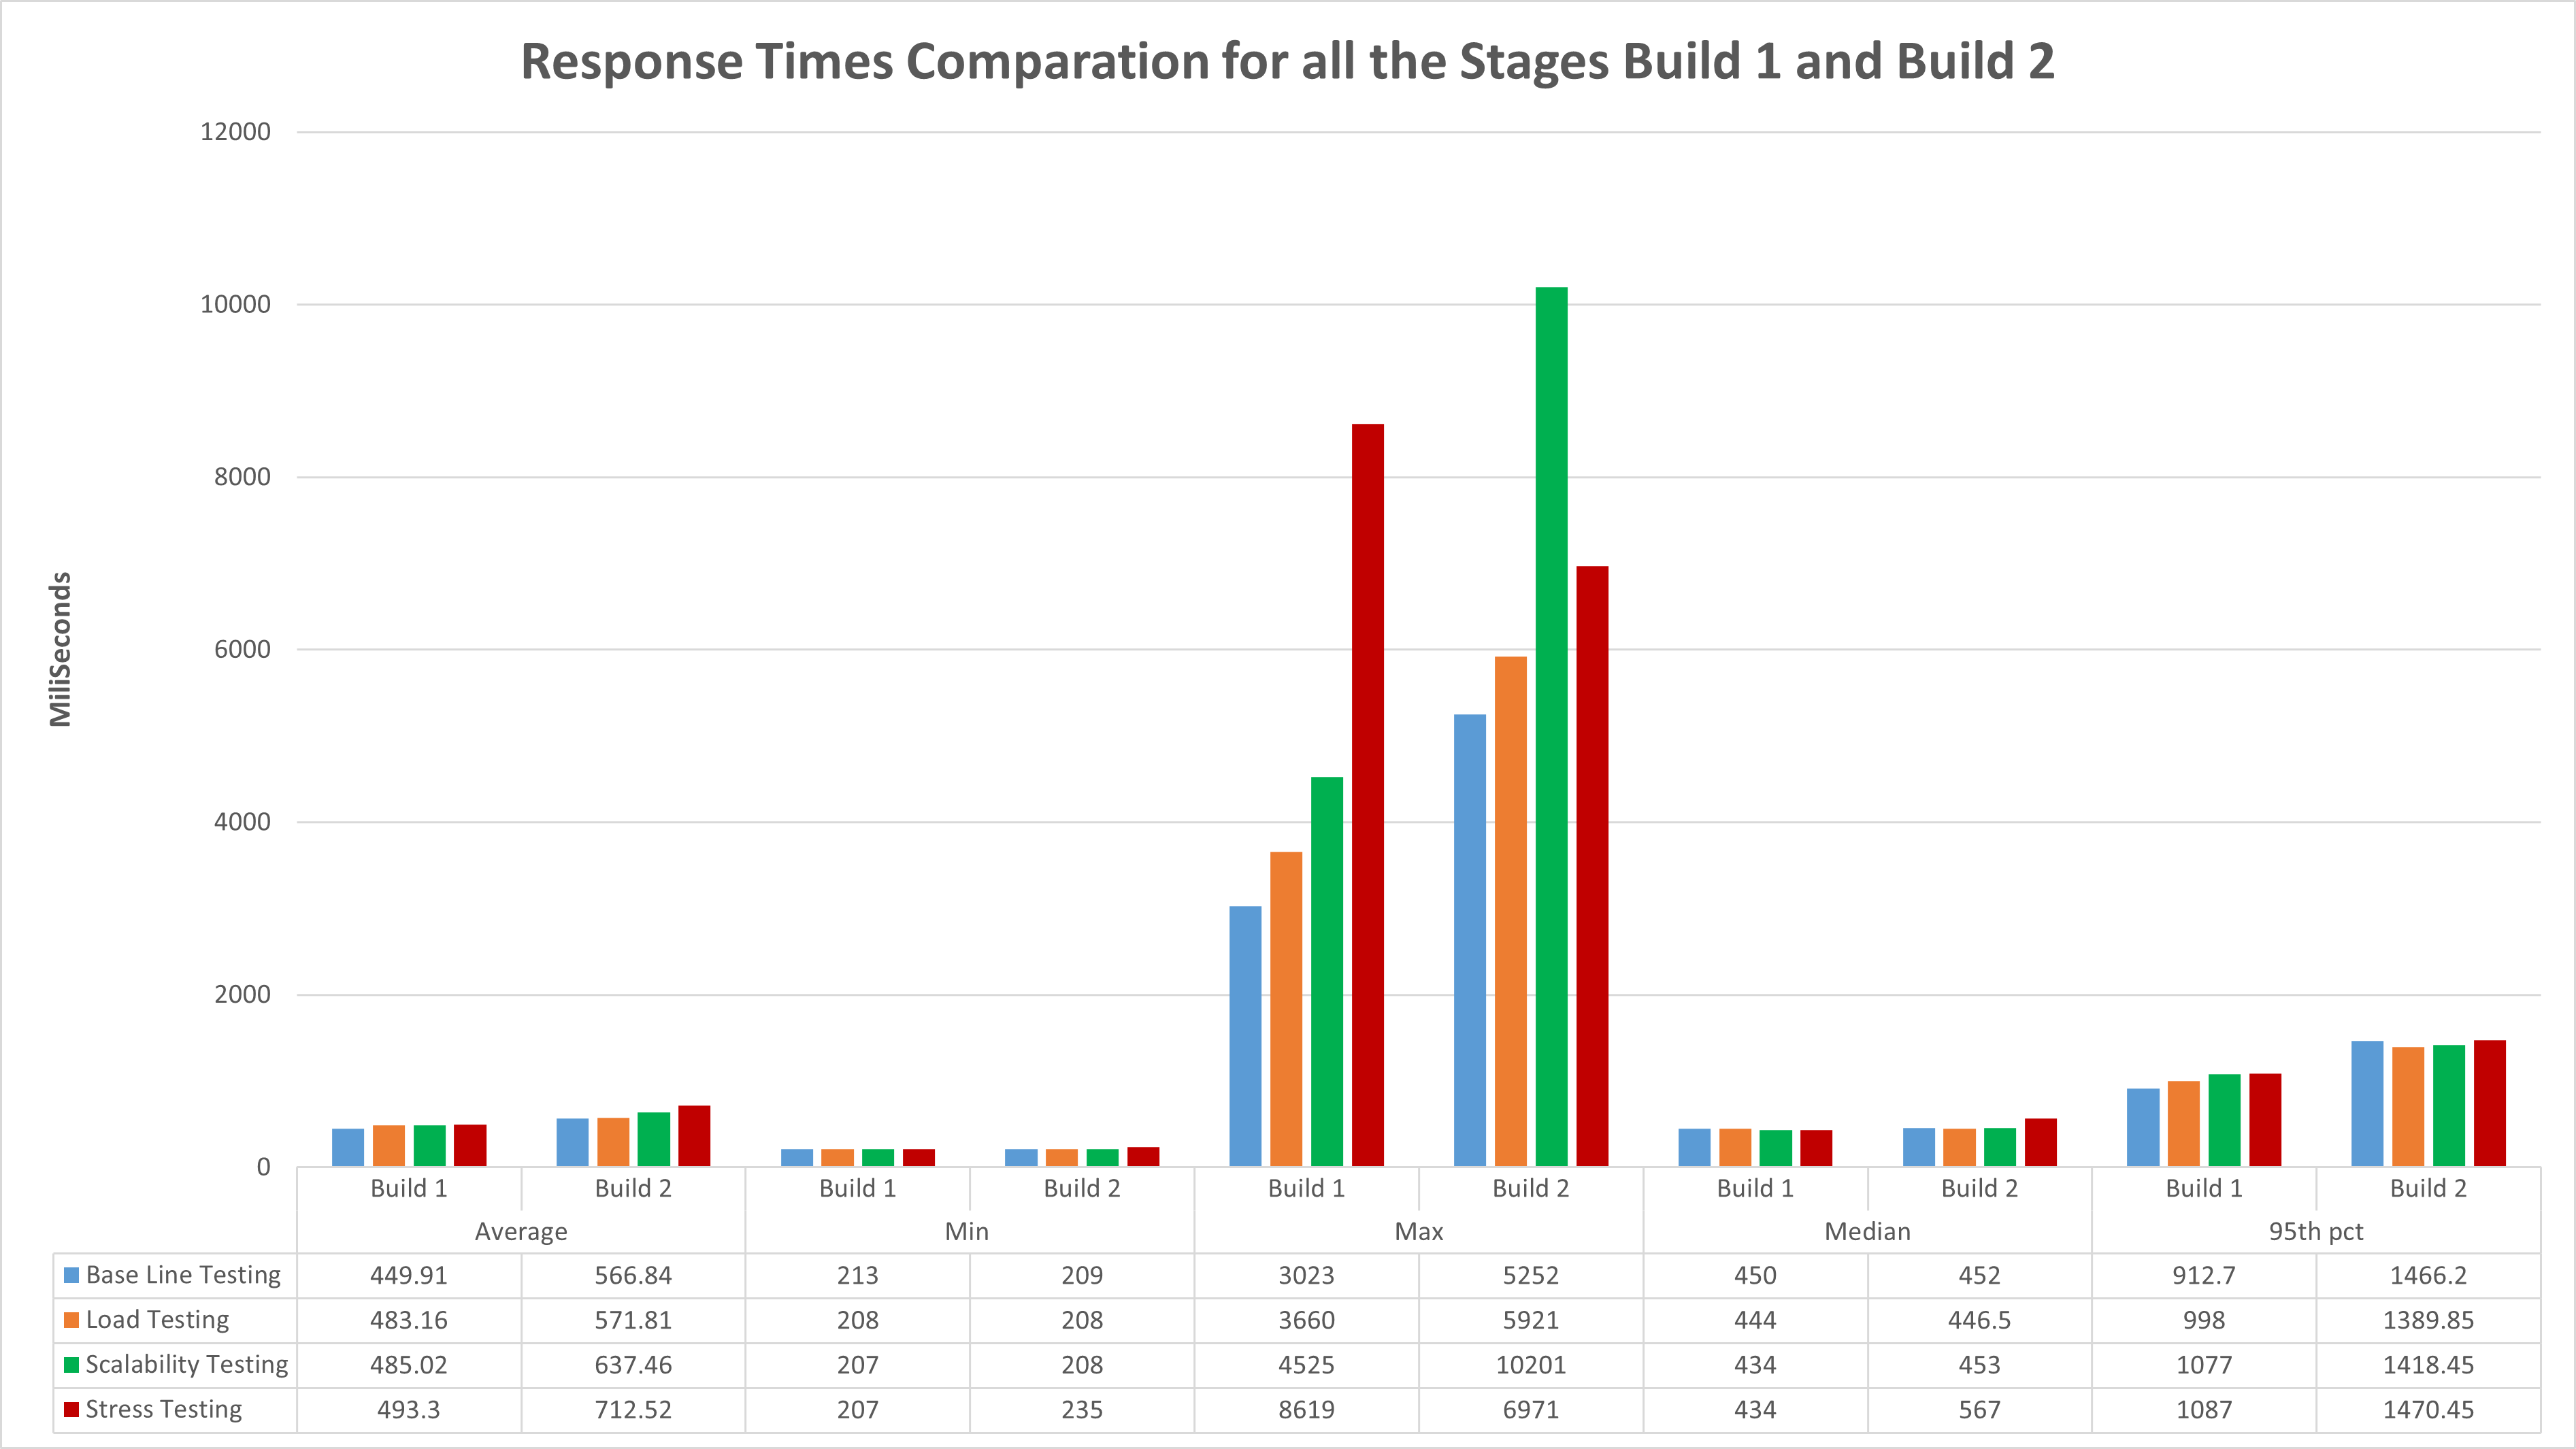 Response Times Comparation for all the Stages Build 1 and Build 2
12000
10000
8000
6000
4000
2000
0
MiliSeconds
Build 1 Build 2 Build 1 Build 2 Build 1 Build 2 Build 1 Build 2 Build 1 Build 2
Average Min Max Median 95th pct
Base Line Testing 449.91 566.84 213 209 3023 5252 450 452 912.7 1466.2
Load Testing 483.16 571.81 208 208 3660 5921 444 446.5 998 1389.85
Scalability Testing 485.02 637.46 207 208 4525 10201 434 453 1077 1418.45
Stress Testing 493.3 712.52 207 235 8619 6971 434 567 1087 1470.45